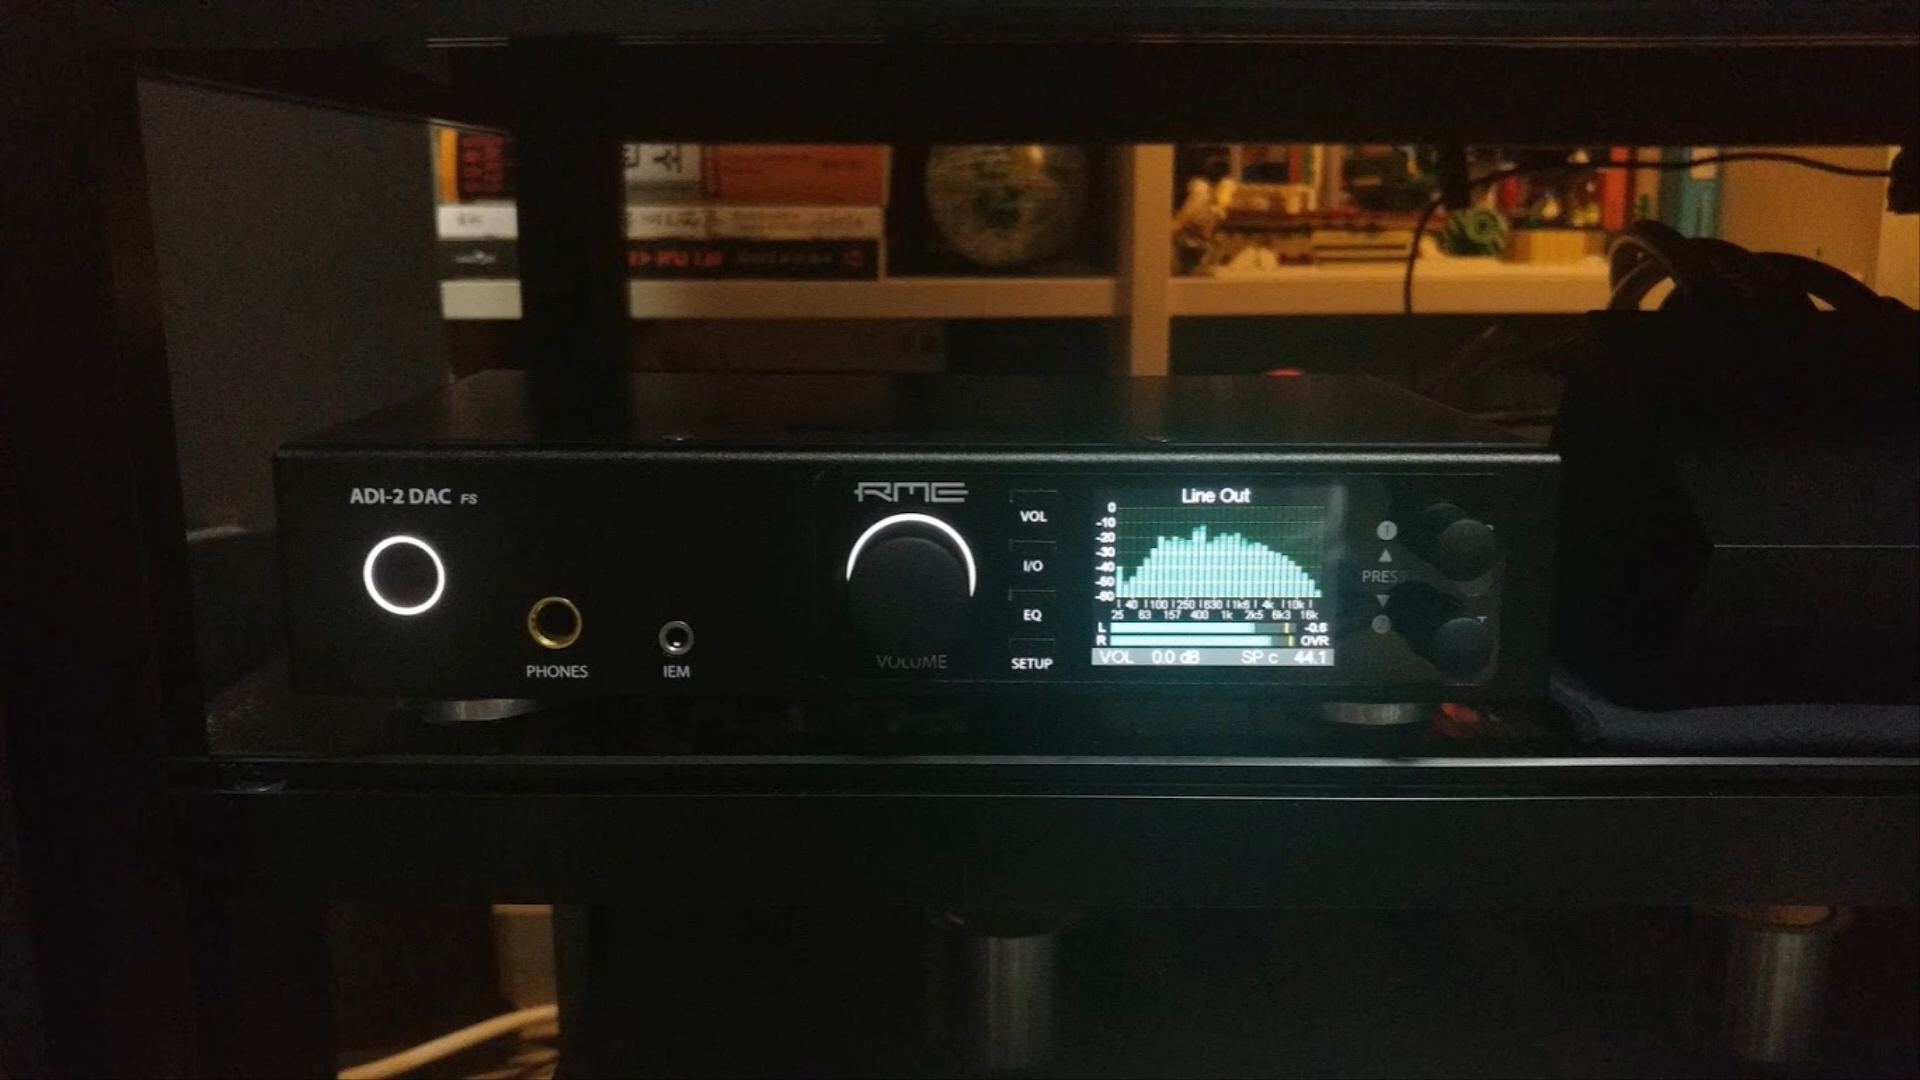 ADI-2 DAC FS
PHONES
IEM
RME
VOLUME
VOL
I/O
EQ
SETUP
Line Out
0
-10
-20
-30
-40
-50
-60
40 100 250 630 1k6 4k 10k
25 63 157 400 1k 2k5 6k3 16k
L -0.6
R OVR
VOL 0.0 dB SP c 44.1
1
PRESS
2